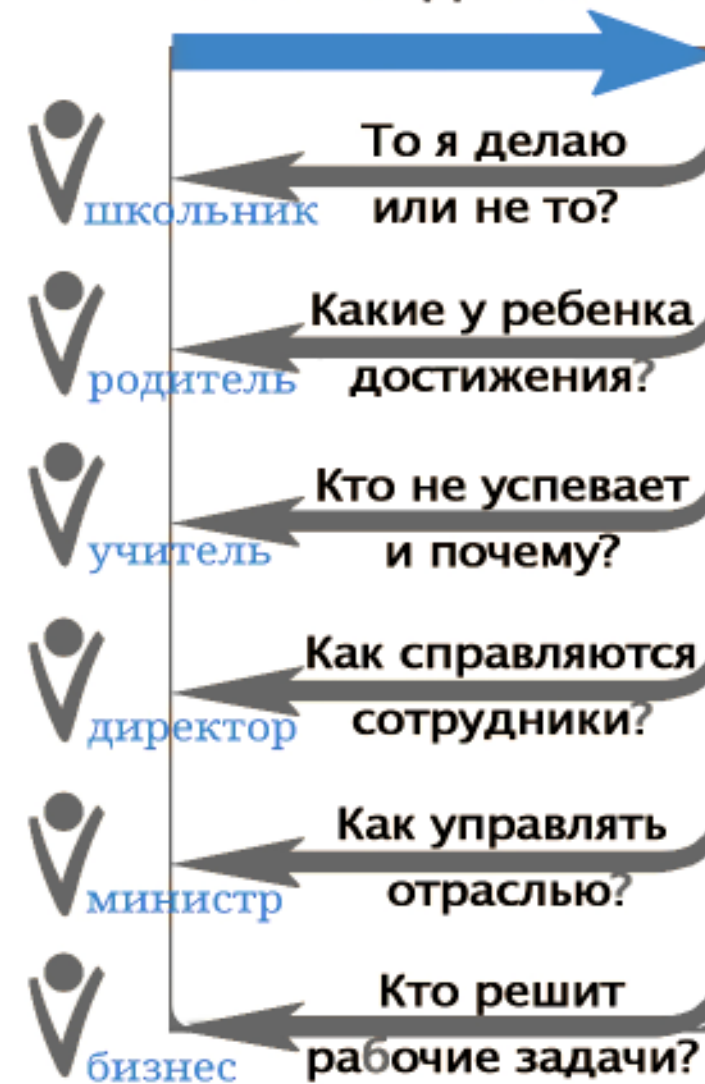 То я делаю
или не то?
школьник
Какие у ребенка
достижения?
родитель
Кто не успевает
и почему?
учитель
Как справляются
сотрудники?
директор
Как управлять
отраслью?
министр
Кто решит
рабочие задачи?
бизнес